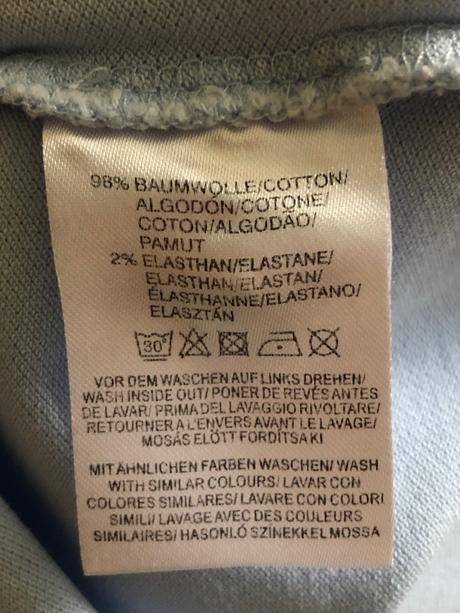 98% BAUMWOLLE/COTTON/
ALGODÓN/COTONE/
COTON/ALGODÃO/
PAMUT
2% ELASTHAN/ELASTANE/
ELASTHAN/ELASTAN/
ÉLASTHANNE/ELASTANO/
ELASZTÁN
30°
VOR DEM WASCHEN AUF LINKS DREHEN/
WASH INSIDE OUT/ PONER DE REVÉS ANTES
DE LAVAR/ PRIMA DEL LAVAGGIO RIVOLTARE/
RETOURNER A L'ENVERS AVANT LE LAVAGE/
MOSÁS ELÖTT FORDÍTSA KI
MIT ÄHNLICHEN FARBEN WASCHEN/ WASH
WITH SIMILAR COLOURS/ LAVAR CON
COLORES SIMILARES/ LAVARE CON COLORI
SIMILI/ LAVAGE AVEC DES COULEURS
SIMILAIRES/ HASONLÓ SZÍNEKKEL MOSSA